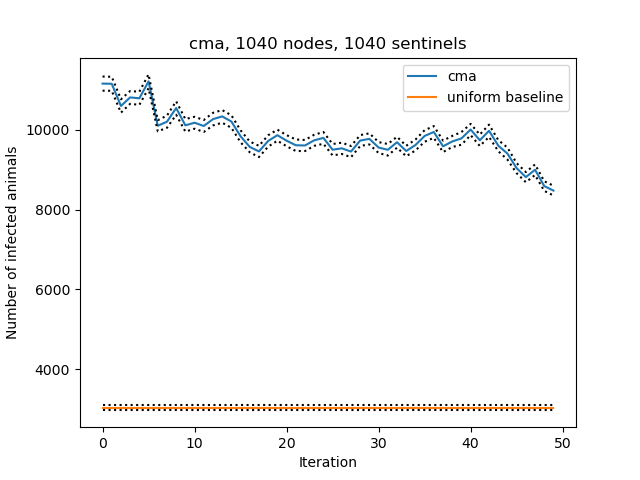 cma, 1040 nodes, 1040 sentinels
cma
uniform baseline
Number of infected animals
10000
8000
6000
4000
0 10 20 30 40 50
Iteration